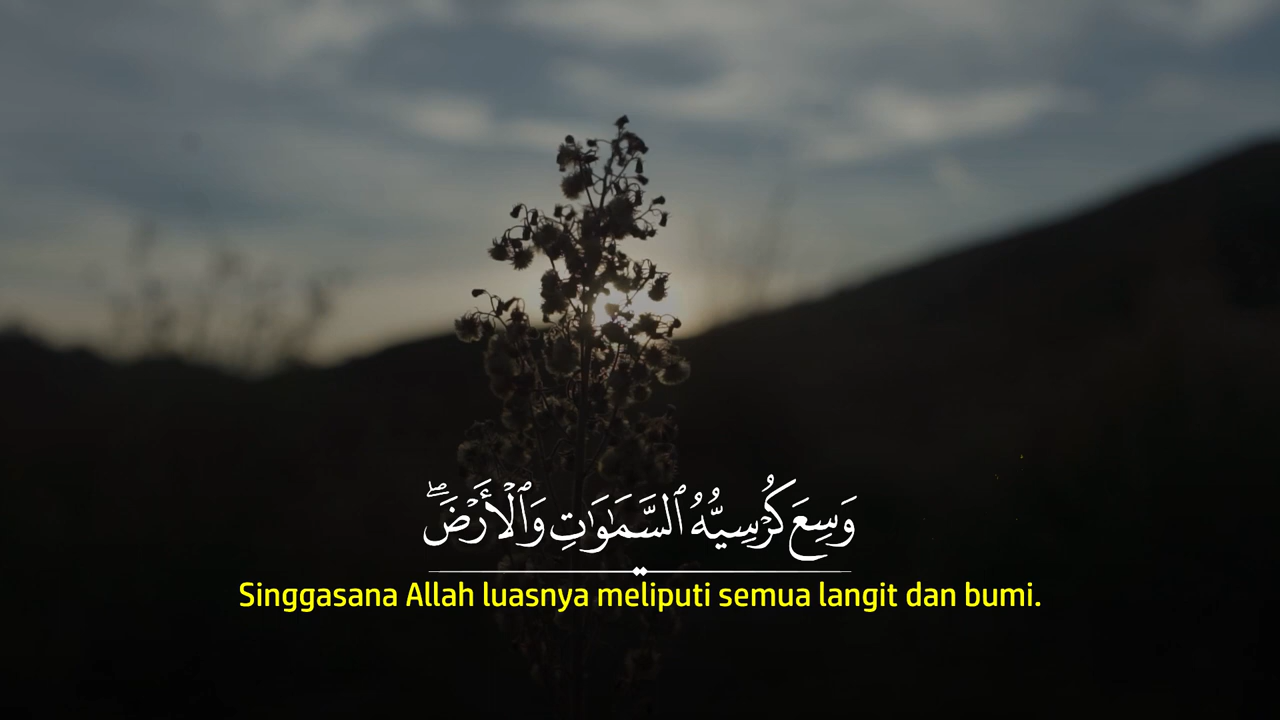 وَسِعَ كُرْسِيُّهُ ٱلسَّمَٰوَٰتِ وَٱلْأَرْضَ ۖ
Singgasana Allah luasnya meliputi semua langit dan bumi.